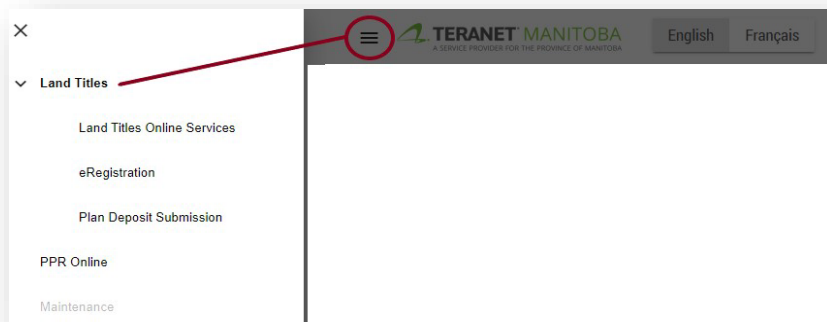 TERANET MANITOBA
A SERVICE PROVIDER FOR THE PROVINCE OF MANITOBA
English
Français
Land Titles
Land Titles Online Services
eRegistration
Plan Deposit Submission
PPR Online
Maintenance